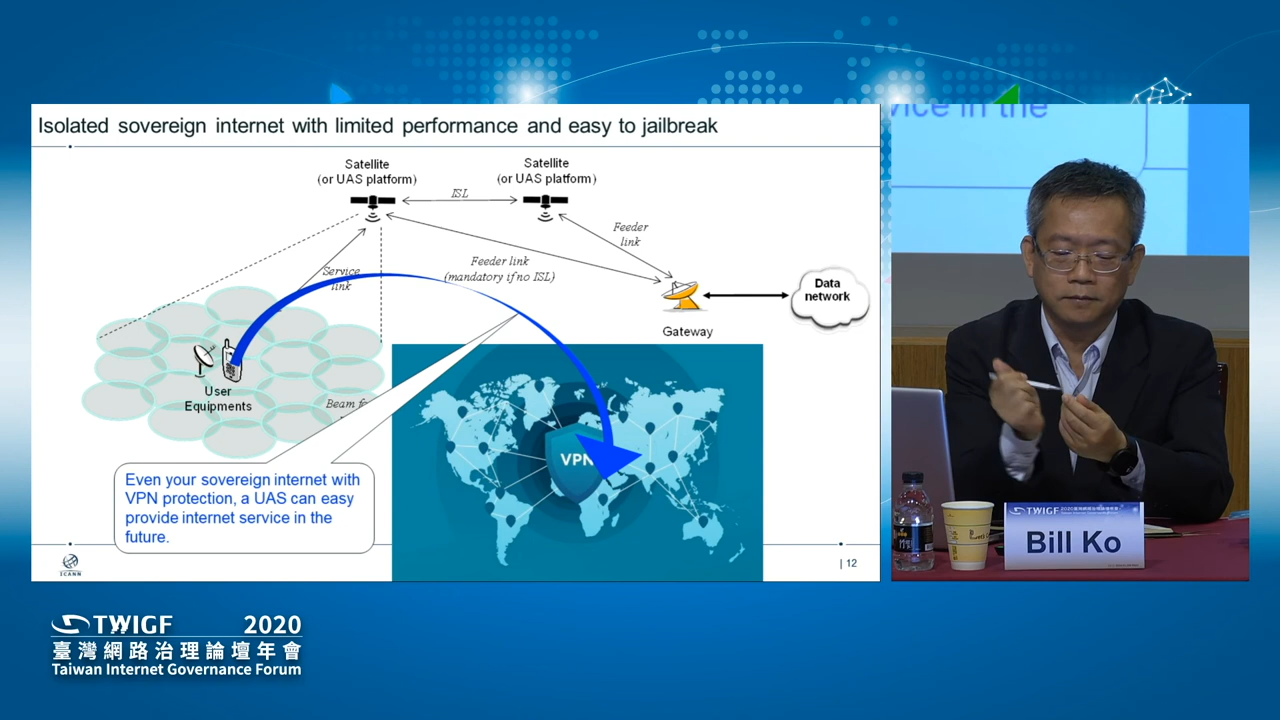 Isolated sovereign internet with limited performance and easy to jailbreak
Satellite
(or UAS platform)
Satellite
(or UAS platform)
ISL
Feeder
link
Feeder link
(mandatory if no ISL)
Service
link
Data
network
Gateway
User
Equipments
Beam fo
VPN
Even your sovereign internet with
VPN protection, a UAS can easy
provide internet service in the
future.
ICANN
| 12
vice in the
TWIGF
Bill Ko
TWIGF 2020
臺灣網路治理論壇年會
Taiwan Internet Governance Forum